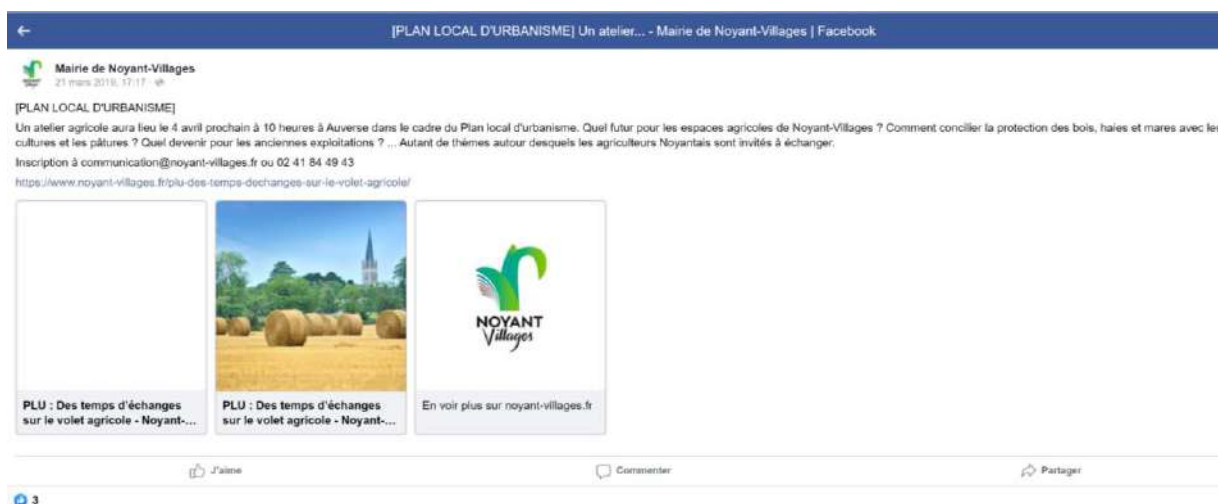 [PLAN LOCAL D'URBANISME] Un atelier... - Mairie de Noyant-Villages | Facebook
Mairie de Noyant-Villages
21 mars 2019, 17:17
[PLAN LOCAL D'URBANISME]
Un atelier agricole aura lieu le 4 avril prochain à 10 heures à Auverse dans le cadre du Plan local d'urbanisme. Quel futur pour les espaces agricoles de Noyant-Villages ? Comment concilier la protection des bois, haies et mares avec les
cultures et les pâtures ? Quel devenir pour les anciennes exploitations ? ... Autant de thèmes autour desquels les agriculteurs Noyantais sont invités à échanger.
Inscription à communication@noyant-villages.fr ou 02 41 84 49 43
https://www.noyant-villages.fr/plu-des-temps-dechanges-sur-le-volet-agricole/
NOYANT
Villages
PLU : Des temps d'échanges
sur le volet agricole - Noyant-...
PLU : Des temps d'échanges
sur le volet agricole - Noyant-...
En voir plus sur noyant-villages.fr
J'aime
Commenter
Partager
3